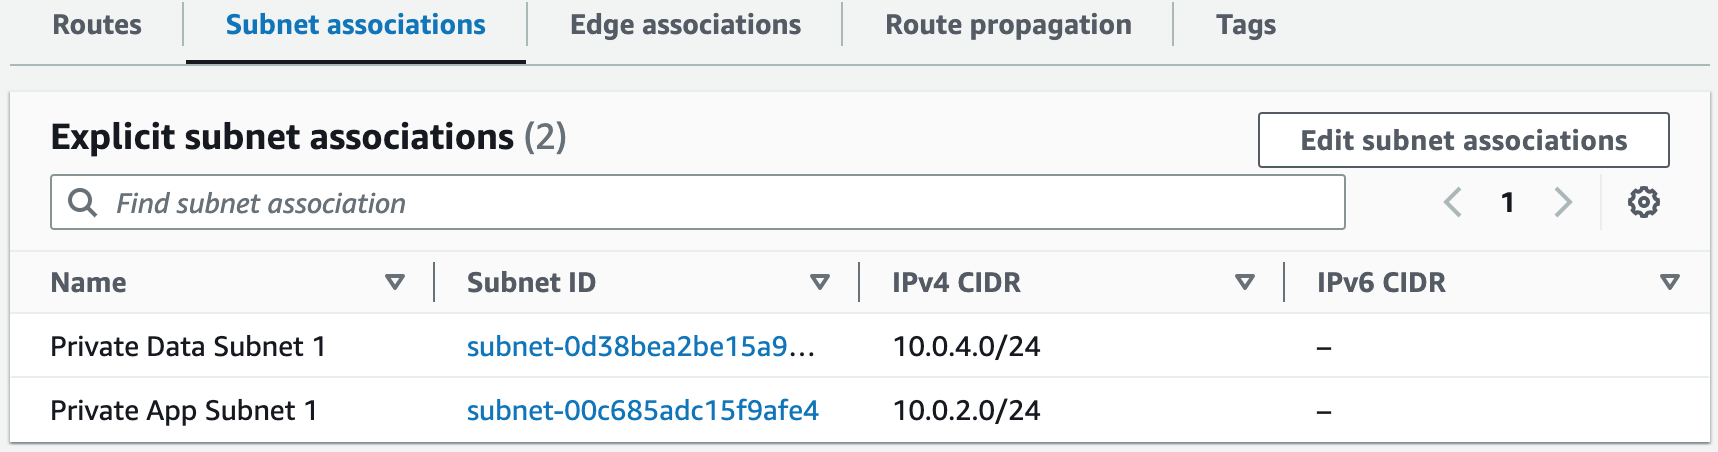 Routes Subnet associations Edge associations Route propagation Tags
Explicit subnet associations (2)
Edit subnet associations
Find subnet association
1
Name Subnet ID IPv4 CIDR IPv6 CIDR
Private Data Subnet 1 subnet-0d38bea2be15a9... 10.0.4.0/24 –
Private App Subnet 1 subnet-00c685adc15f9afe4 10.0.2.0/24 –